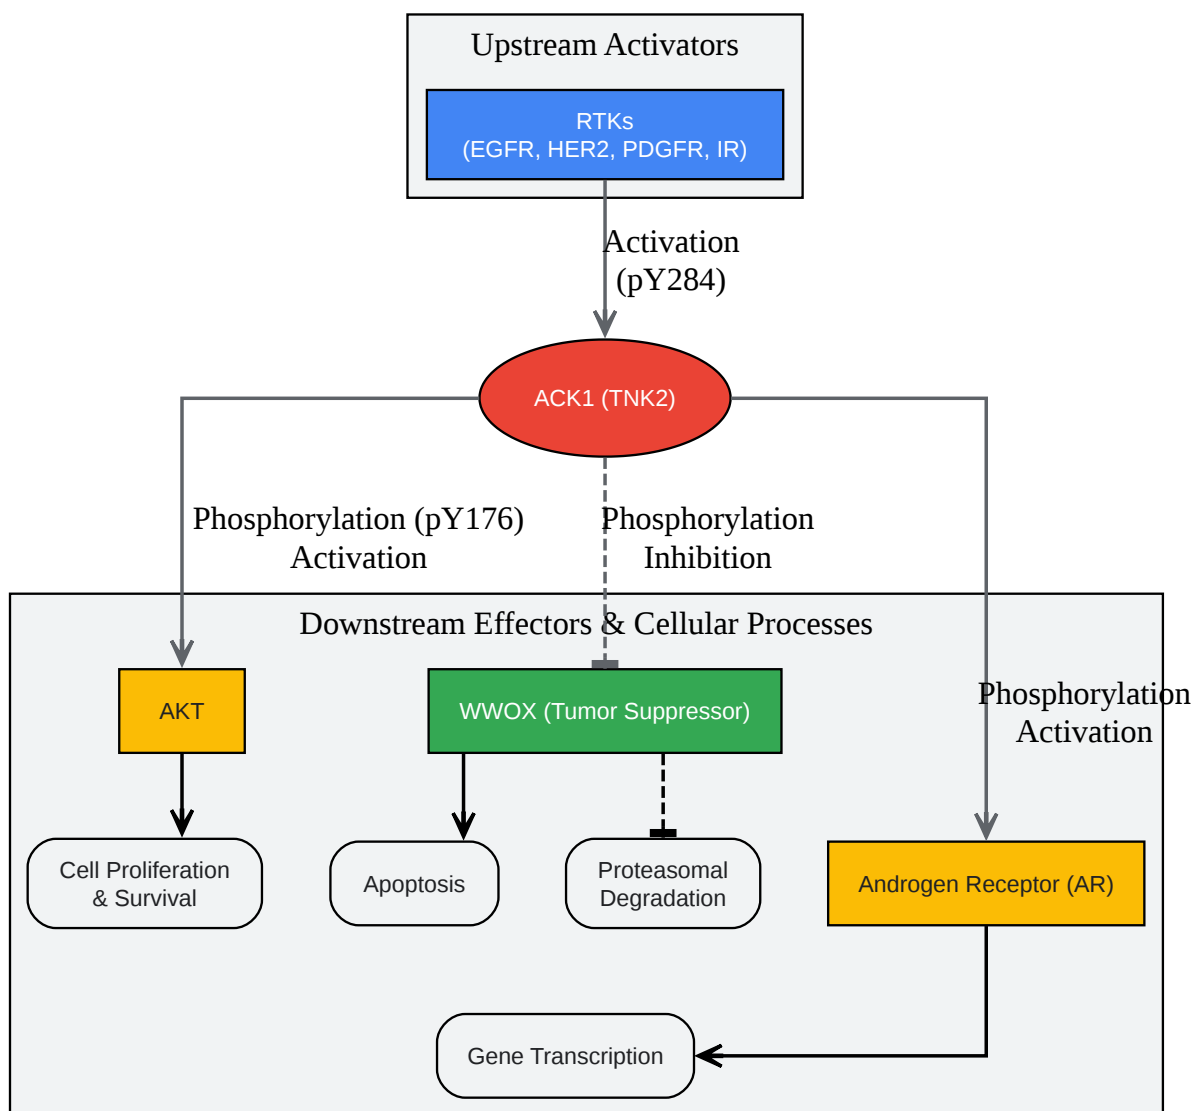 Upstream Activators
RTKs
(EGFR, HER2, PDGFR, IR)
Activation
(pY284)
ACK1 (TNK2)
Phosphorylation (pY176)
Activation
Phosphorylation
Inhibition
Downstream Effectors & Cellular Processes
AKT
WWOX (Tumor Suppressor)
Phosphorylation
Activation
Cell Proliferation
& Survival
Apoptosis
Proteasomal
Degradation
Androgen Receptor (AR)
Gene Transcription